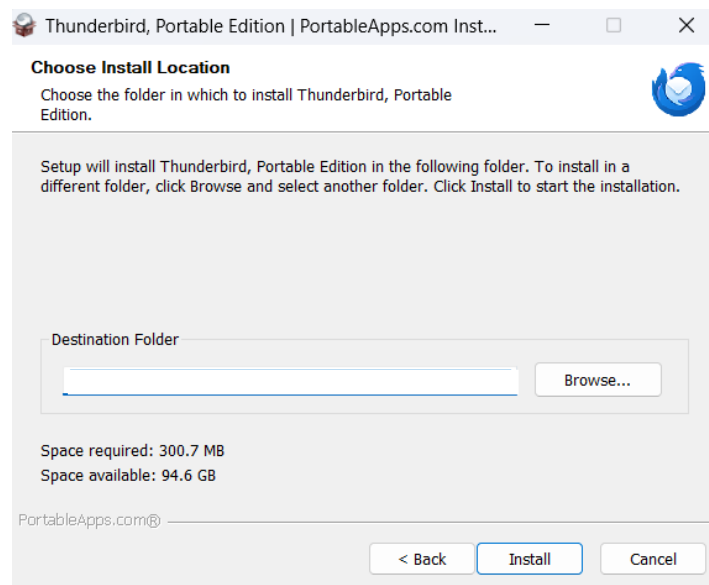 Thunderbird, Portable Edition | PortableApps.com Inst...
Choose Install Location
Choose the folder in which to install Thunderbird, Portable
Edition.
Setup will install Thunderbird, Portable Edition in the following folder. To install in a
different folder, click Browse and select another folder. Click Install to start the installation.
Destination Folder
Browse...
Space required: 300.7 MB
Space available: 94.6 GB
PortableApps.com®
< Back
Install
Cancel